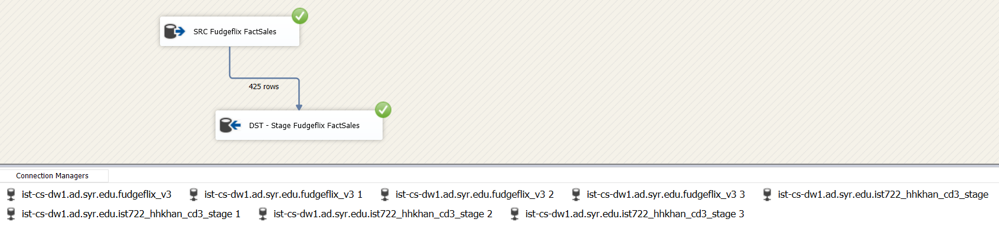 SRC Fudgeflix FactSales
425 rows
DST - Stage Fudgeflix FactSales
Connection Managers
ist-cs-dw1.ad.syr.edu.fudgeflix_v3 ist-cs-dw1.ad.syr.edu.fudgeflix_v3 1 ist-cs-dw1.ad.syr.edu.fudgeflix_v3 2 ist-cs-dw1.ad.syr.edu.fudgeflix_v3 3 ist-cs-dw1.ad.syr.edu.ist722_hhkhan_cd3_stage
ist-cs-dw1.ad.syr.edu.ist722_hhkhan_cd3_stage 1 ist-cs-dw1.ad.syr.edu.ist722_hhkhan_cd3_stage 2 ist-cs-dw1.ad.syr.edu.ist722_hhkhan_cd3_stage 3